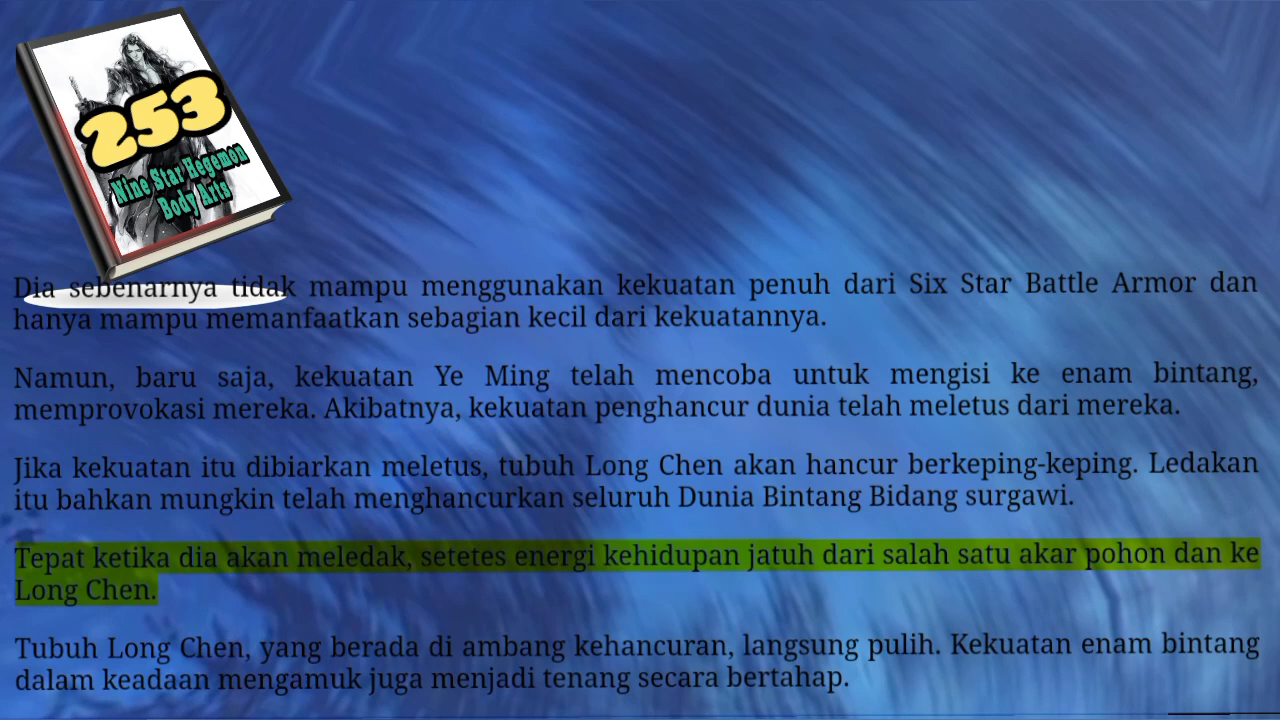 253
Nine Star Hegemon
Body Arts
Dia sebenarnya tidak mampu menggunakan kekuatan penuh dari Six Star Battle Armor dan
hanya mampu memanfaatkan sebagian kecil dari kekuatannya.
Namun, baru saja, kekuatan Ye Ming telah mencoba untuk mengisi ke enam bintang,
memprovokasi mereka. Akibatnya, kekuatan penghancur dunia telah meletus dari mereka.
Jika kekuatan itu dibiarkan meletus, tubuh Long Chen akan hancur berkeping-keping. Ledakan
itu bahkan mungkin telah menghancurkan seluruh Dunia Bintang Bidang surgawi.
Tepat ketika dia akan meledak, setetes energi kehidupan jatuh dari salah satu akar pohon dan ke
Long Chen.
Tubuh Long Chen, yang berada di ambang kehancuran, langsung pulih. Kekuatan enam bintang
dalam keadaan mengamuk juga menjadi tenang secara bertahap.